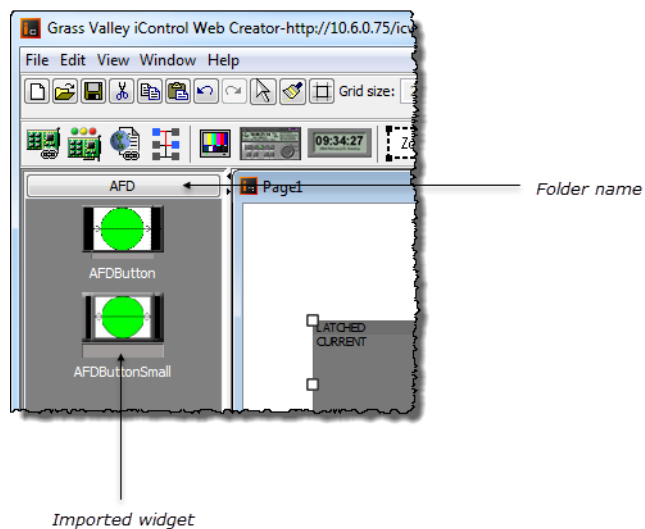 Grass Valley iControl Web Creator-http://10.6.0.75/icw
File Edit View Window Help
Grid size:
09:34:27
AFD
Page1
Folder name
AFDButton
LATCHED
CURRENT
AFDButtonSmall
Imported widget